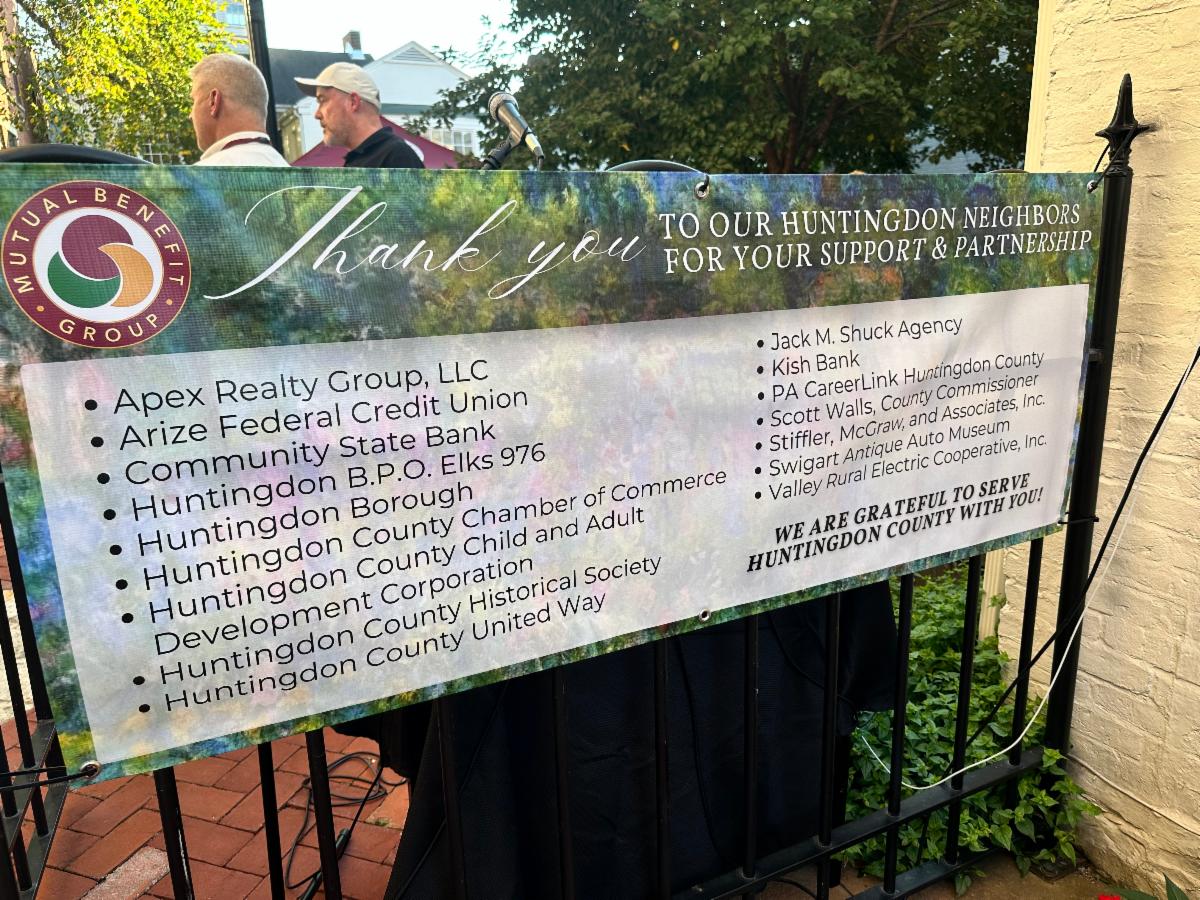 MUTUAL BENEFIT
GROUP
Thank you
TO OUR HUNTINGDON NEIGHBORS
FOR YOUR SUPPORT & PARTNERSHIP
• Apex Realty Group, LLC
• Arize Federal Credit Union
• Community State Bank
• Huntingdon B.P.O. Elks 976
• Huntingdon Borough
• Huntingdon County Chamber of Commerce
• Huntingdon County Child and Adult
Development Corporation
• Huntingdon County Historical Society
• Huntingdon County United Way
• Jack M. Shuck Agency
• Kish Bank
• PA CareerLink Huntingdon County
• Scott Walls, County Commissioner
• Stiffler, McGraw, and Associates, Inc.
• Swigart Antique Auto Museum
• Valley Rural Electric Cooperative, Inc.
WE ARE GRATEFUL TO SERVE
HUNTINGDON COUNTY WITH YOU!